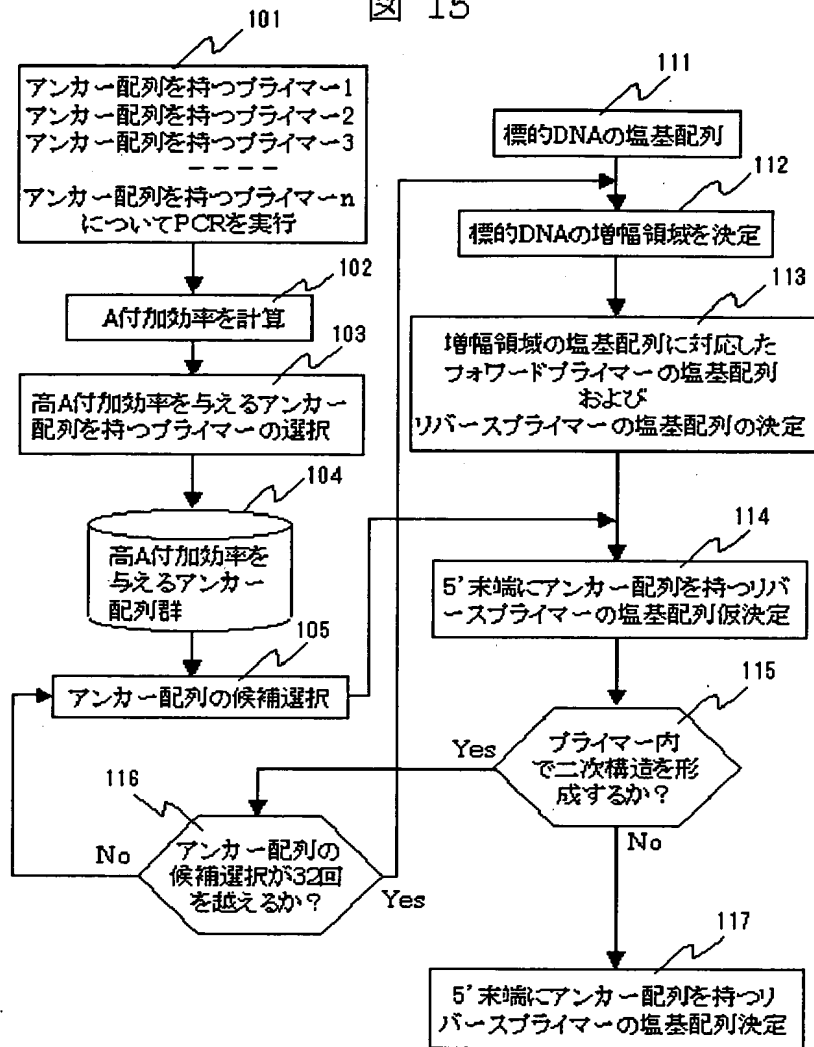 図 15
101
アンカー配列を持つプライマー1
アンカー配列を持つプライマー2
アンカー配列を持つプライマー3
----
アンカー配列を持つプライマーn
についてPCRを実行
102
A付加効率を計算
103
高A付加効率を与えるアンカー
配列を持つプライマーの選択
104
高A付加効率を
与えるアンカー
配列群
105
アンカー配列の候補選択
116
アンカー配列の
候補選択が32回
を越えるか?
No
Yes
111
標的DNAの塩基配列
112
標的DNAの増幅領域を決定
113
増幅領域の塩基配列に対応した
フォワードプライマーの塩基配列
および
リバースプライマーの塩基配列の決定
114
5'末端にアンカー配列を持つリバ
ースプライマーの塩基配列仮決定
115
プライマー内
で二次構造を形
成するか?
Yes
No
117
5'末端にアンカー配列を持つリ
バースプライマーの塩基配列決定